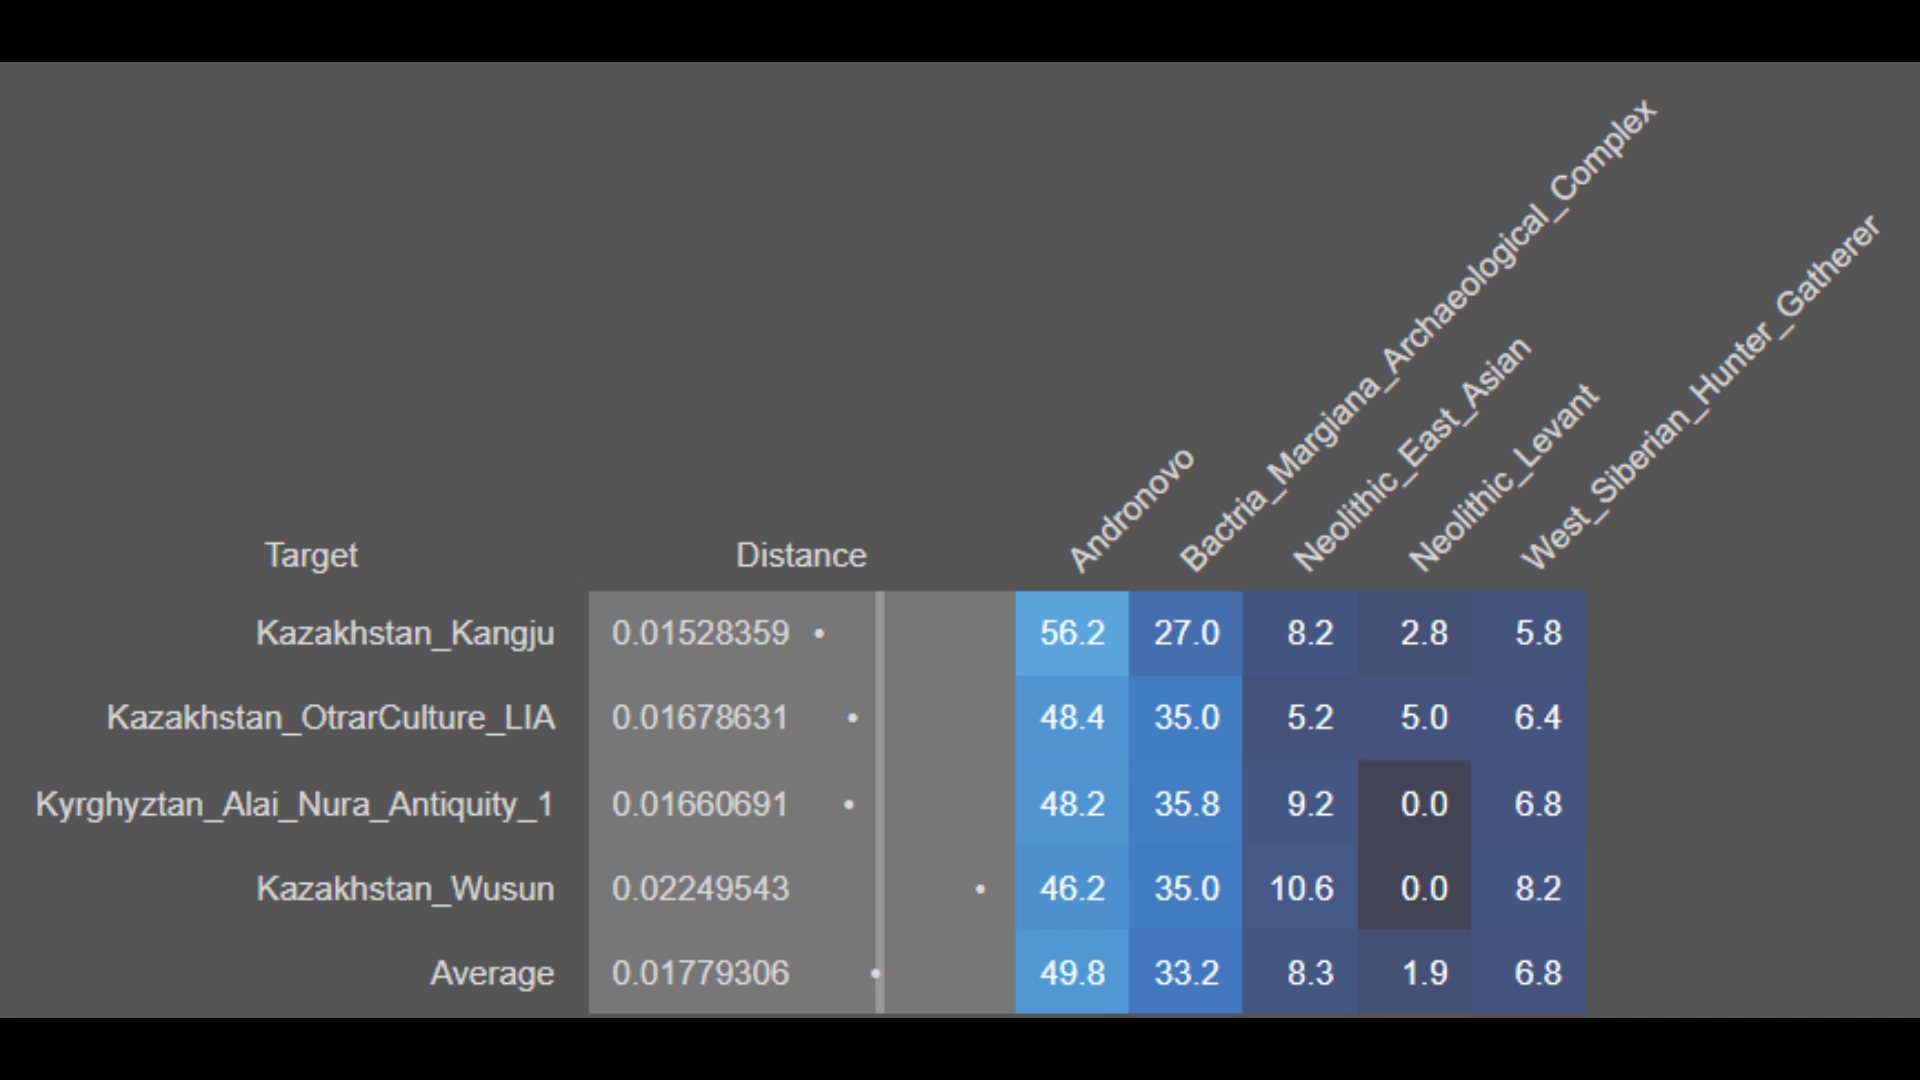 Bactria_Margiana_Archaeological_Complex
West_Siberian_Hunter_Gatherer
Neolithic_East_Asian
Neolithic_Levant
Andronovo
Target Distance
Kazakhstan_Kangju 0.01528359 56.2 27.0 8.2 2.8 5.8
Kazakhstan_OtrarCulture_LIA 0.01678631 48.4 35.0 5.2 5.0 6.4
Kyrghyztan_Alai_Nura_Antiquity_1 0.01660691 48.2 35.8 9.2 0.0 6.8
Kazakhstan_Wusun 0.02249543 46.2 35.0 10.6 0.0 8.2
Average 0.01779306 49.8 33.2 8.3 1.9 6.8